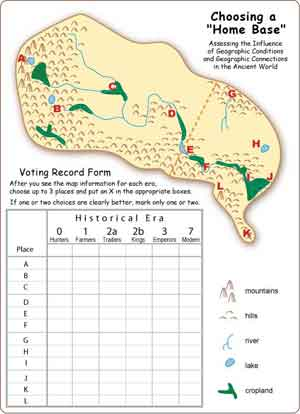 Choosing a
"Home Base"
Assessing the Influence
of Geographic Conditions
and Geographic Connections
in the Ancient World
A
B
C
D
E
F
G
H
I
J
L
K
Voting Record Form
After you see the map information for each era,
choose up to 3 places and put an X in the appropriate boxes.
If one or two choices are clearly better, mark only one or two.
Historical Era
0 1 2a 2b 3 7
Hunters Farmers Traders Kings Emperors Modern
Place
A
B
C
D
E
F
G
H
I
J
K
L
mountains
hills
river
lake
cropland